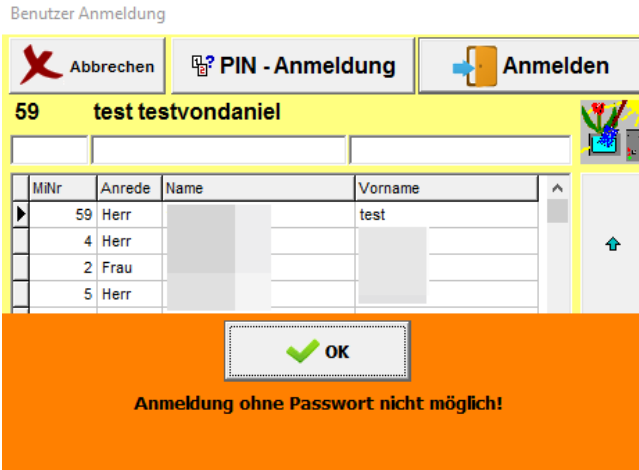 Benutzer Anmeldung
Abbrechen
PIN - Anmeldung
Anmelden
59 test testvondaniel
MiNr Anrede Name Vorname
59 Herr test
4 Herr
2 Frau
5 Herr
OK
Anmeldung ohne Passwort nicht möglich!